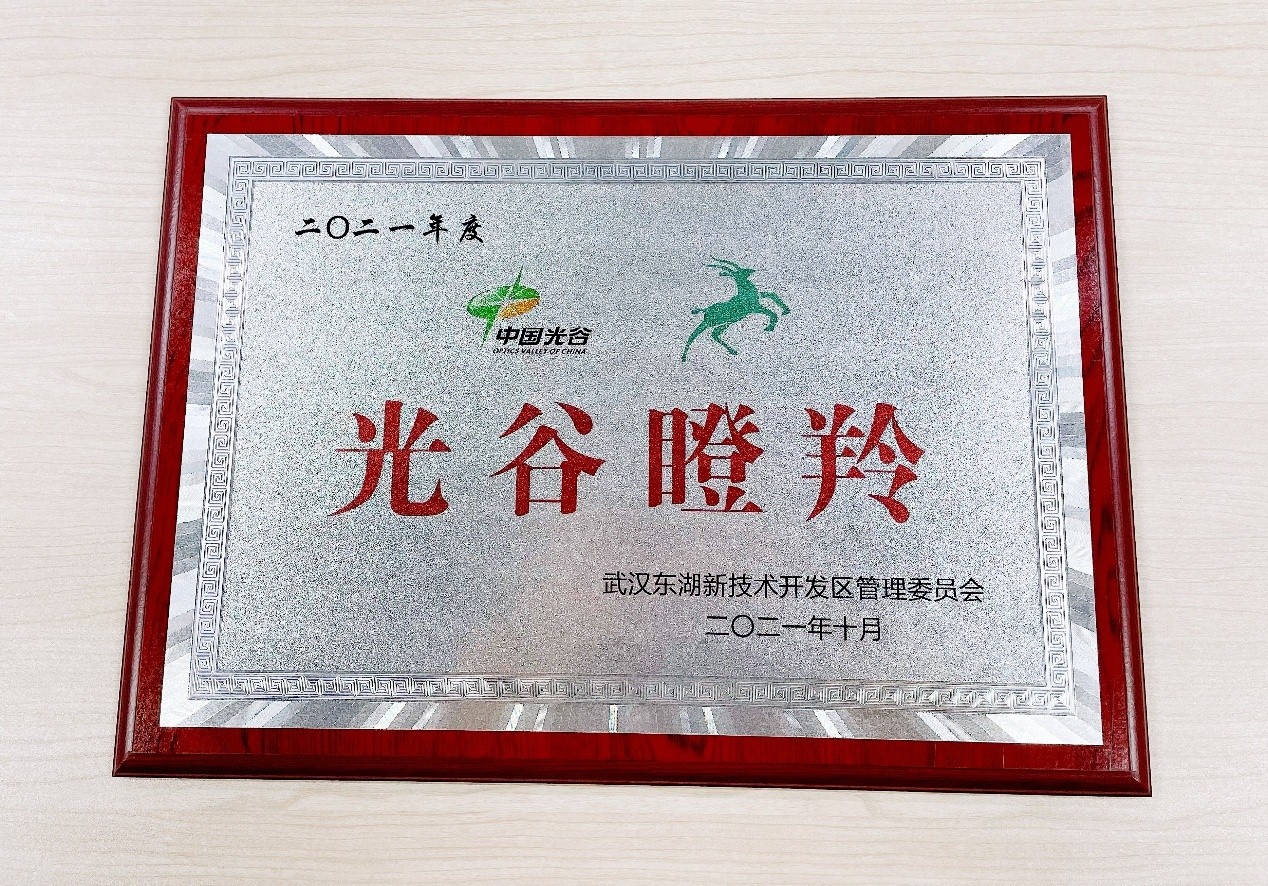 二〇二一年度
中国光谷
OPTICS VALLEY OF CHINA
光谷瞪羚
武汉东湖新技术开发区管理委员会
二〇二一年十月